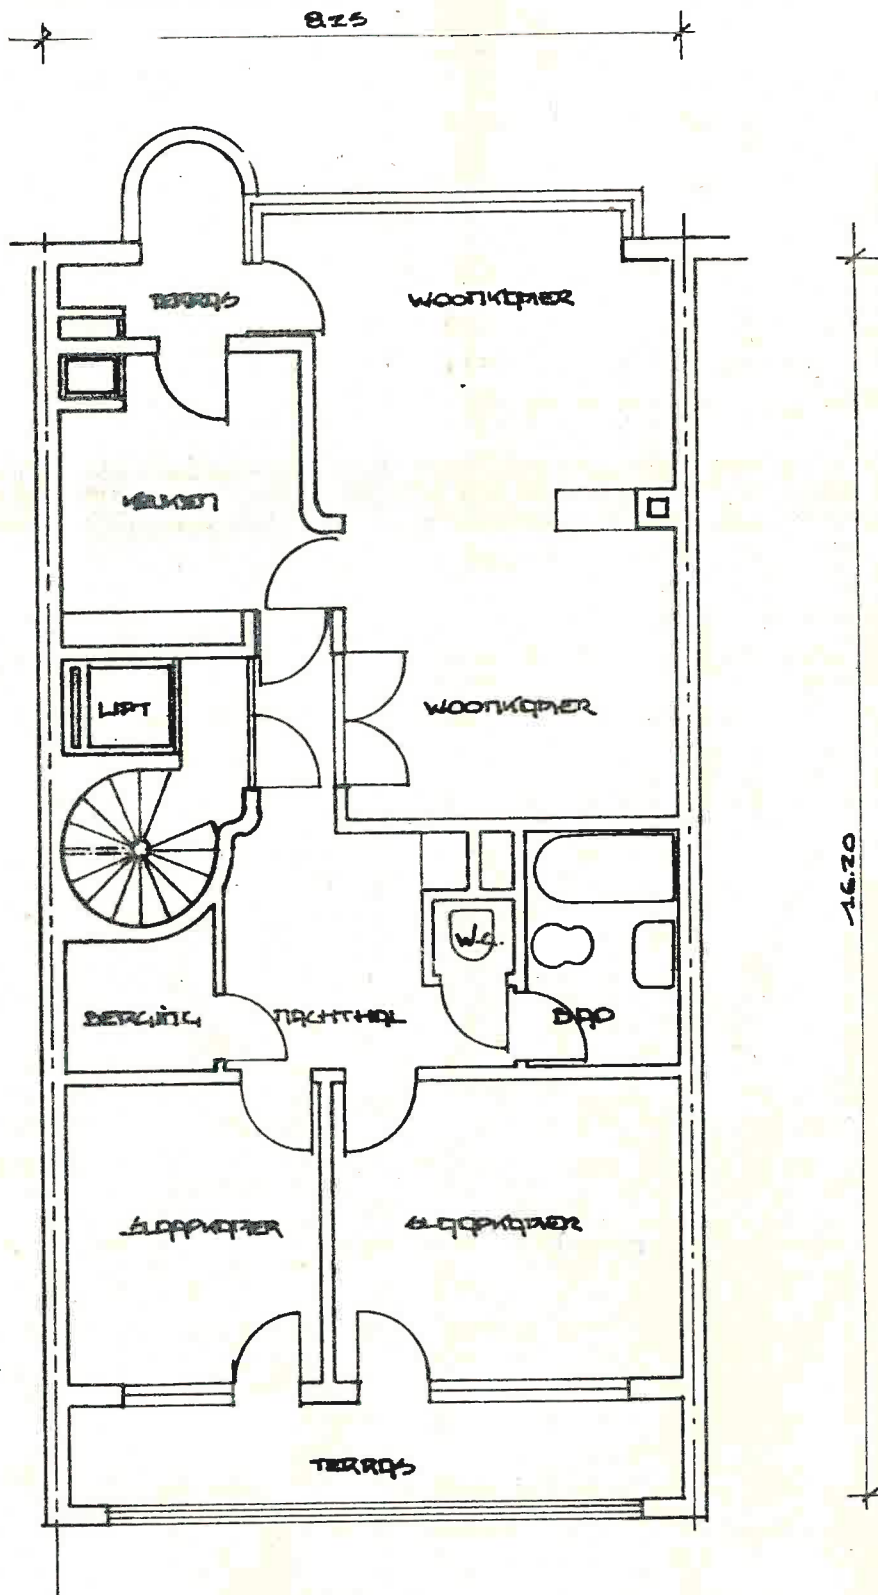 8.25
TERRAS
WOONKAMER
KEUKEN
LIFT
WOONKAMER
16.20
W.C.
BERGING
NACHTHAL
BAD
SLAAPKAMER
SLAAPKAMER
TERRAS